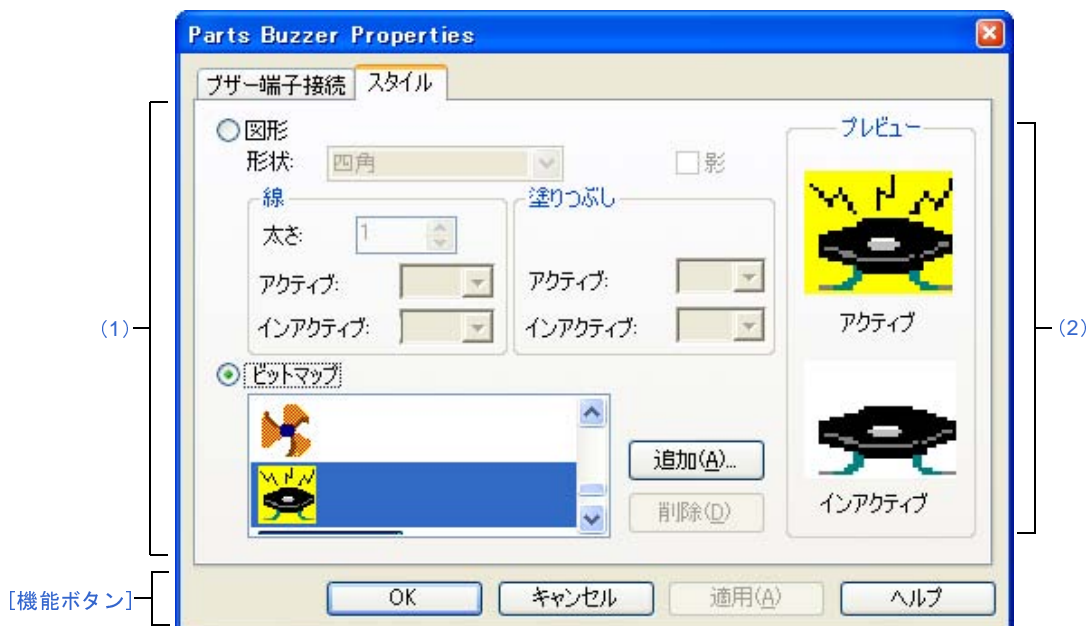 Parts Buzzer Properties
ブザー端子接続
スタイル
図形
形状:
四角
影
線
太さ:
1
アクティブ:
インアクティブ:
塗りつぶし
アクティブ:
インアクティブ:
ビットマップ
追加(A)...
削除(D)
プレビュー
アクティブ
インアクティブ
(1)
(2)
[機能ボタン]
OK
キャンセル
適用(A)
ヘルプ